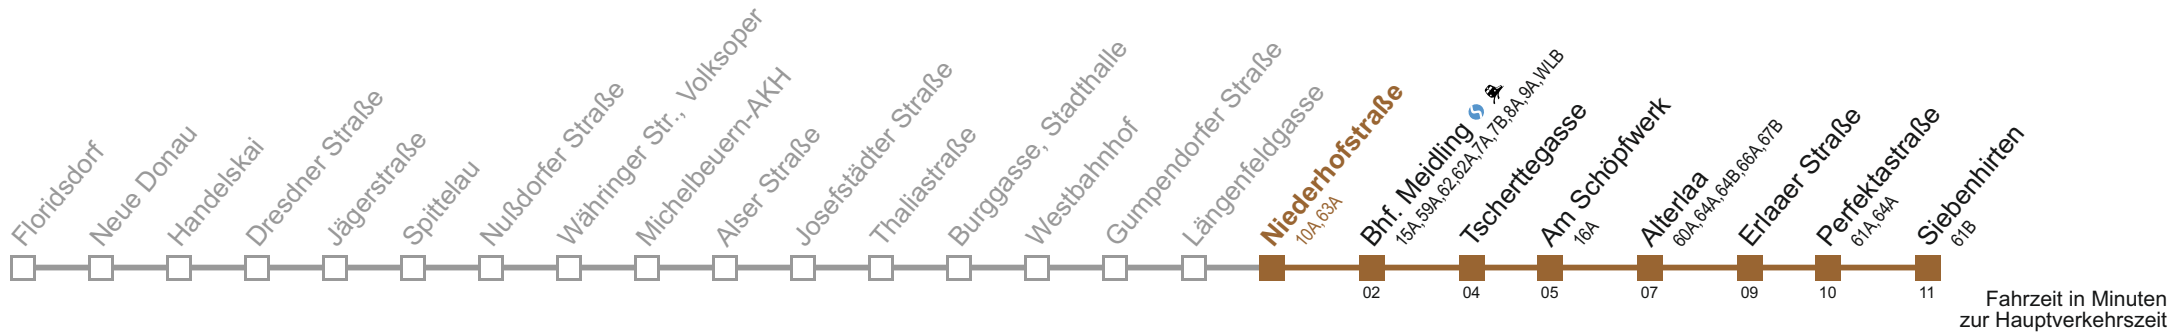 Floridsdorf
Neue Donau
Handelskai
Dresdner Straße
Jägerstraße
Spittelau
Nußdorfer Straße
Währinger Str., Volksoper
Michelbeuern-AKH
Alser Straße
Josefstädter Straße
Thaliastraße
Burggasse, Stadthalle
Westbahnhof
Gumpendorfer Straße
Längenfeldgasse
Niederhofstraße
10A,63A
Bhf. Meidling
15A,59A,62,62A,7A,7B,8A,9A,WLB
Tscherttegasse
Am Schöpfwerk
16A
Alterlaa
60A,64A,64B,66A,67B
Erlaaer Straße
Perfektastraße
61A,64A
Siebenhirten
61B
02
04
05
07
09
10
11
Fahrzeit in Minuten
zur Hauptverkehrszeit